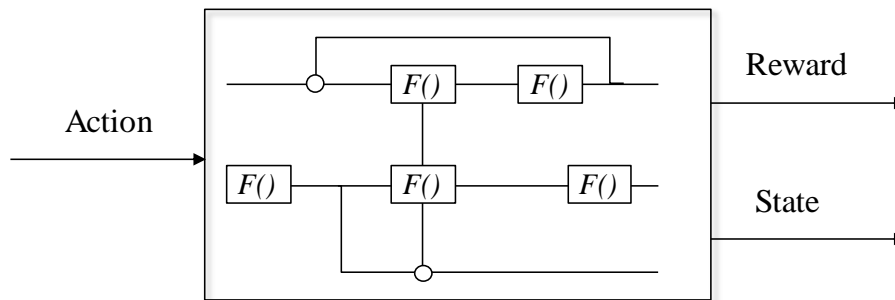 Reward
F() F()
Action
F() F() F()
State